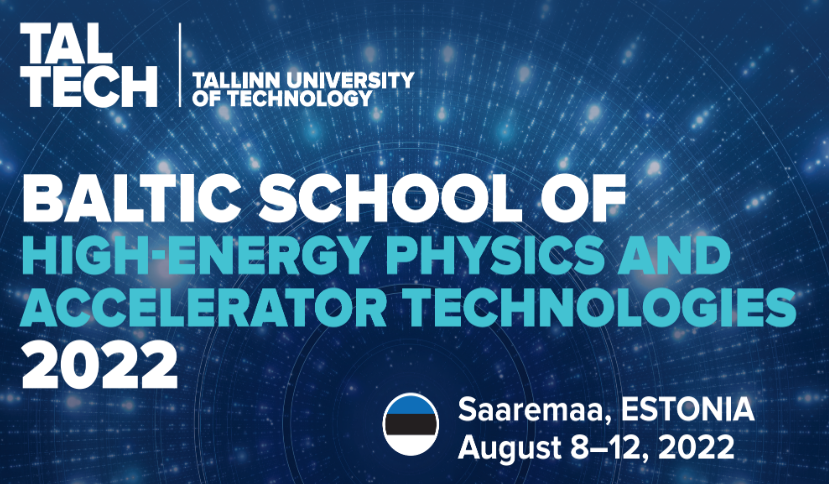 TAL
TECH
TALLINN UNIVERSITY
OF TECHNOLOGY
BALTIC SCHOOL OF
HIGH-ENERGY PHYSICS AND
ACCELERATOR TECHNOLOGIES
2022
Saaremaa, ESTONIA
August 8–12, 2022